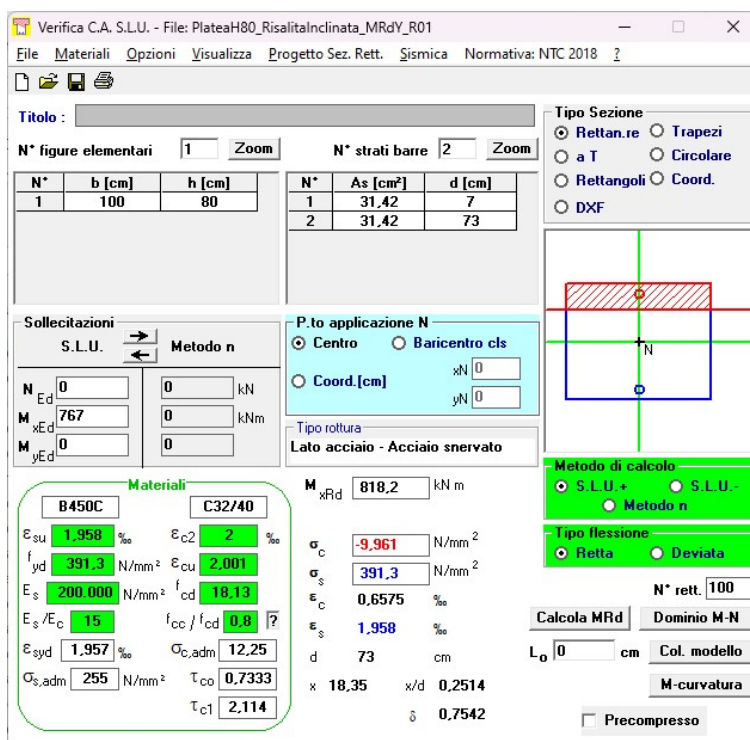 Verifica C.A. S.L.U. - File: PlateaH80_RisalitaInclinata_MRdY_R01
File Materiali Opzioni Visualizza Progetto Sez. Rett. Sismica Normativa: NTC 2018 ?
Titolo :
N° figure elementari 1 Zoom
N° strati barre 2 Zoom
N° b [cm] h [cm]
1 100 80
N° As [cm²] d [cm]
1 31,42 7
2 31,42 73
Tipo Sezione
Rettan.re Trapezi
a T Circolare
Rettangoli Coord.
DXF
N
Sollecitazioni
S.L.U. Metodo n
N Ed 0 0 kN
M xEd 767 0 kNm
M yEd 0 0
P.to applicazione N
Centro Baricentro cls
Coord.[cm] xN 0
yN 0
Tipo rottura
Lato acciaio - Acciaio snervato
Metodo di calcolo
S.L.U.+ S.L.U.-
Metodo n
Tipo flessione
Retta Deviata
Materiali
B450C C32/40
εsu 1,958 ‰ εc2 2 ‰
fyd 391,3 N/mm² εcu 2,001
Es 200.000 N/mm² fcd 18,13
Es/Ec 15 fcc / fcd 0,8 ?
εsyd 1,957 ‰ σc,adm 12,25
σs,adm 255 N/mm² τco 0,7333
τc1 2,114
M xRd 818,2 kN m
σc -9,961 N/mm²
σs 391,3 N/mm²
εc 0,6575 ‰
εs 1,958 ‰
d 73 cm
x 18,35 x/d 0,2514
δ 0,7542
N° rett. 100
Calcola MRd Dominio M-N
Lo 0 cm Col. modello
M-curvatura
Precompresso